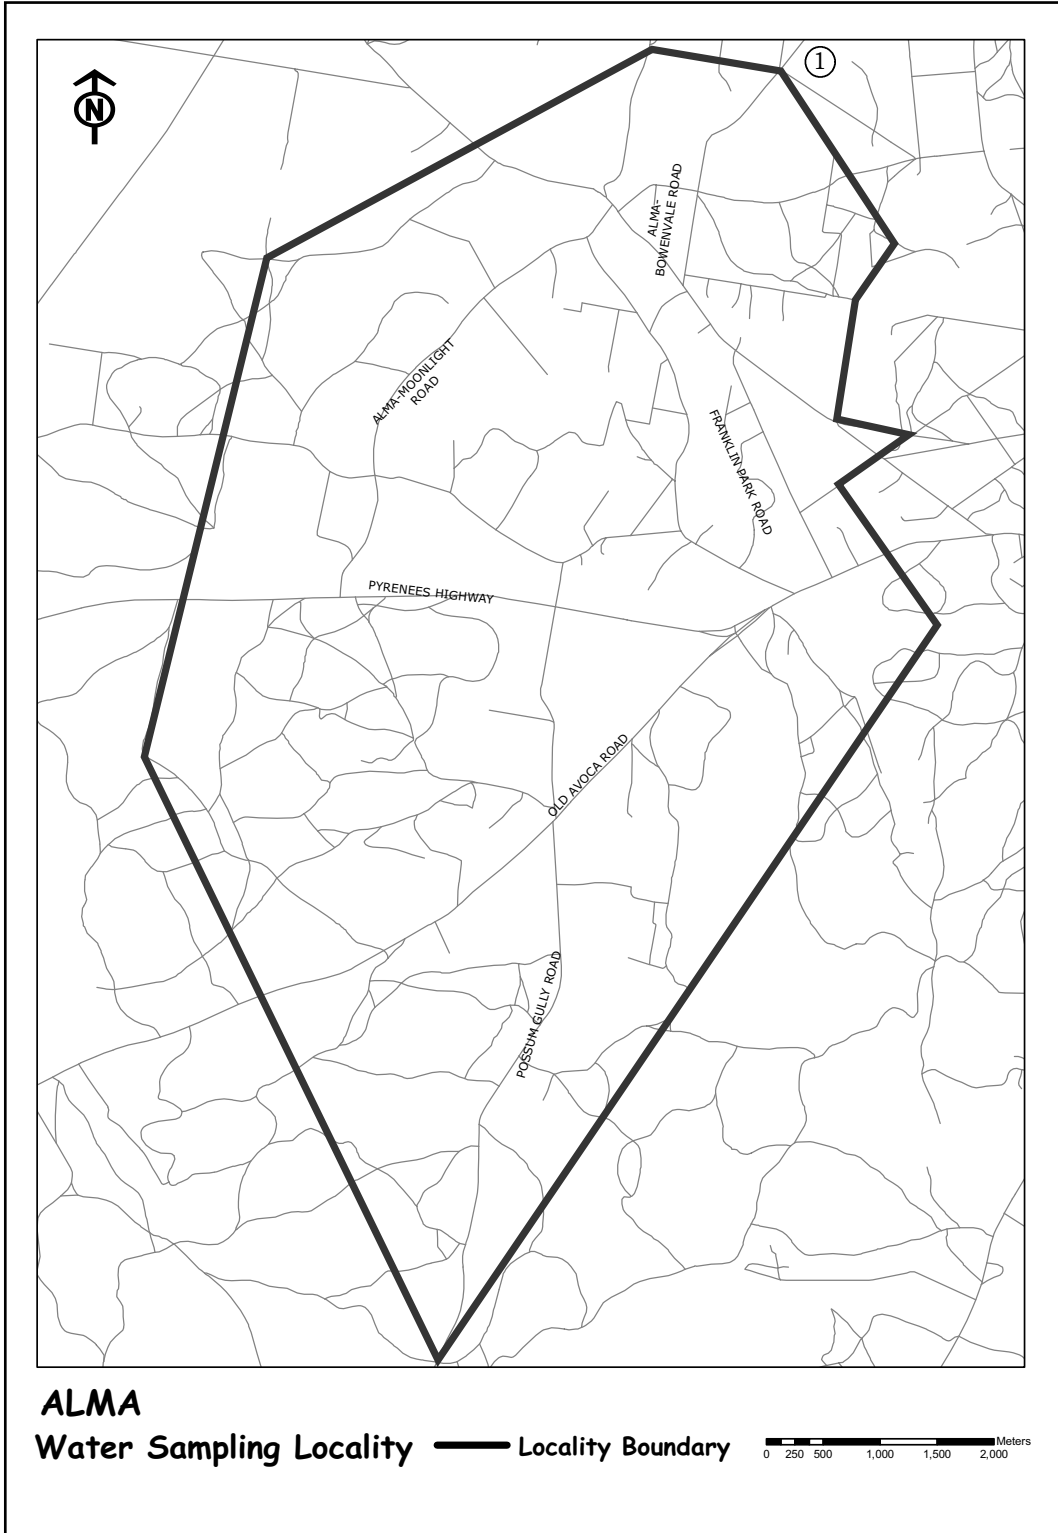 1
N
ALMA-
BOWENVALE ROAD
ALMA-MOONLIGHT
ROAD
FRANKLIN PARK ROAD
PYRENEES HIGHWAY
OLD AVOCA ROAD
POSSUM GULLY ROAD
ALMA
Water Sampling Locality
Locality Boundary
Meters
0 250 500 1,000 1,500 2,000